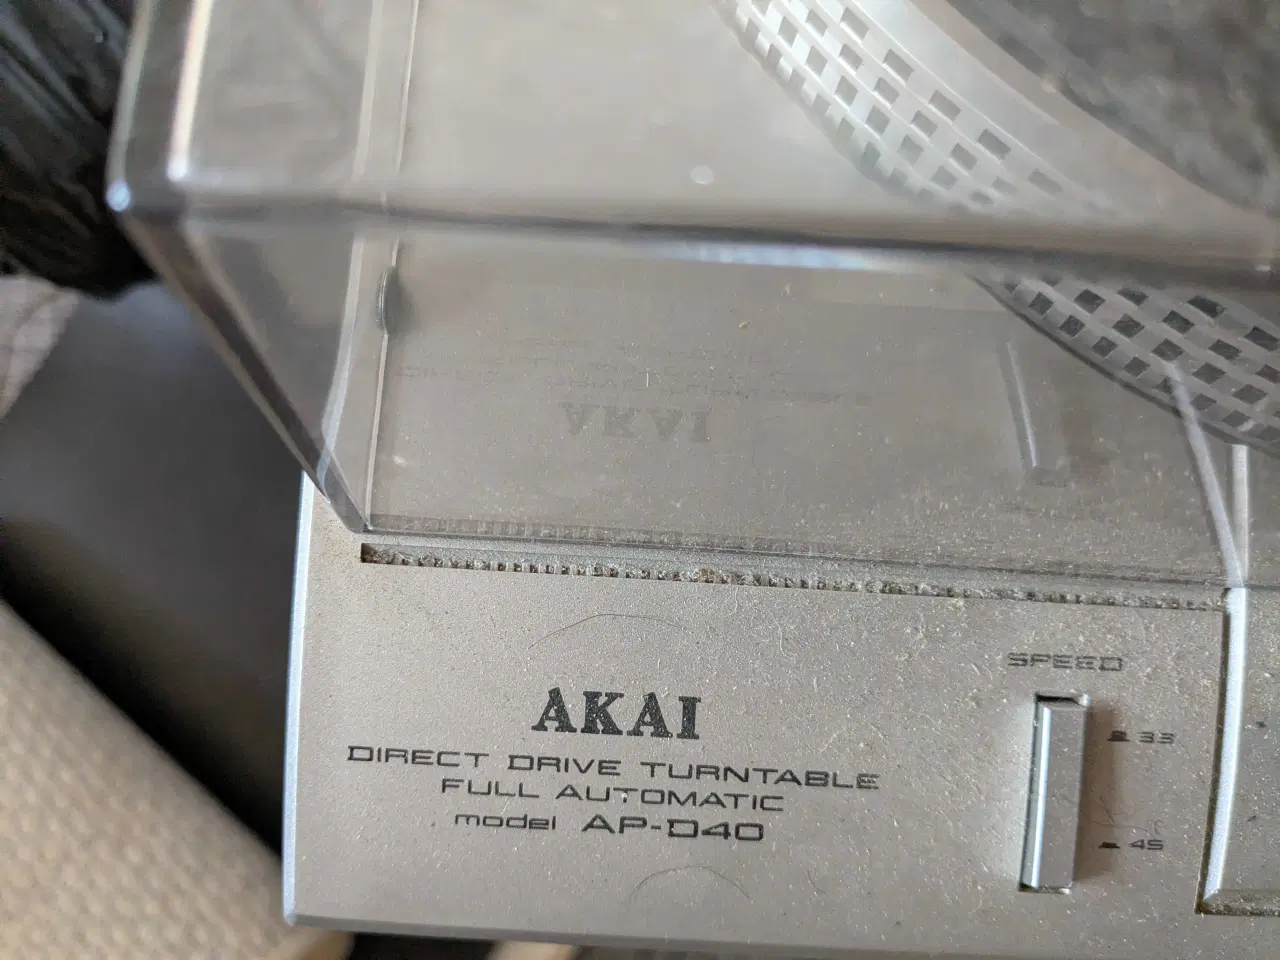 AKAI
DIRECT DRIVE TURNTABLE
FULL AUTOMATIC
model AP-D40
SPEED
33
45